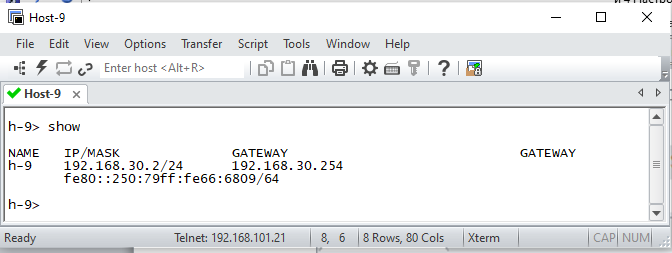 Host-9
File Edit View Options Transfer Script Tools Window Help
Enter host <Alt+R>
Host-9
h-9> show
NAME IP/MASK GATEWAY GATEWAY
h-9 192.168.30.2/24 192.168.30.254
fe80::250:79ff:fe66:6809/64
h-9>
Ready Telnet: 192.168.101.21 8, 6 8 Rows, 80 Cols Xterm CAP NUM